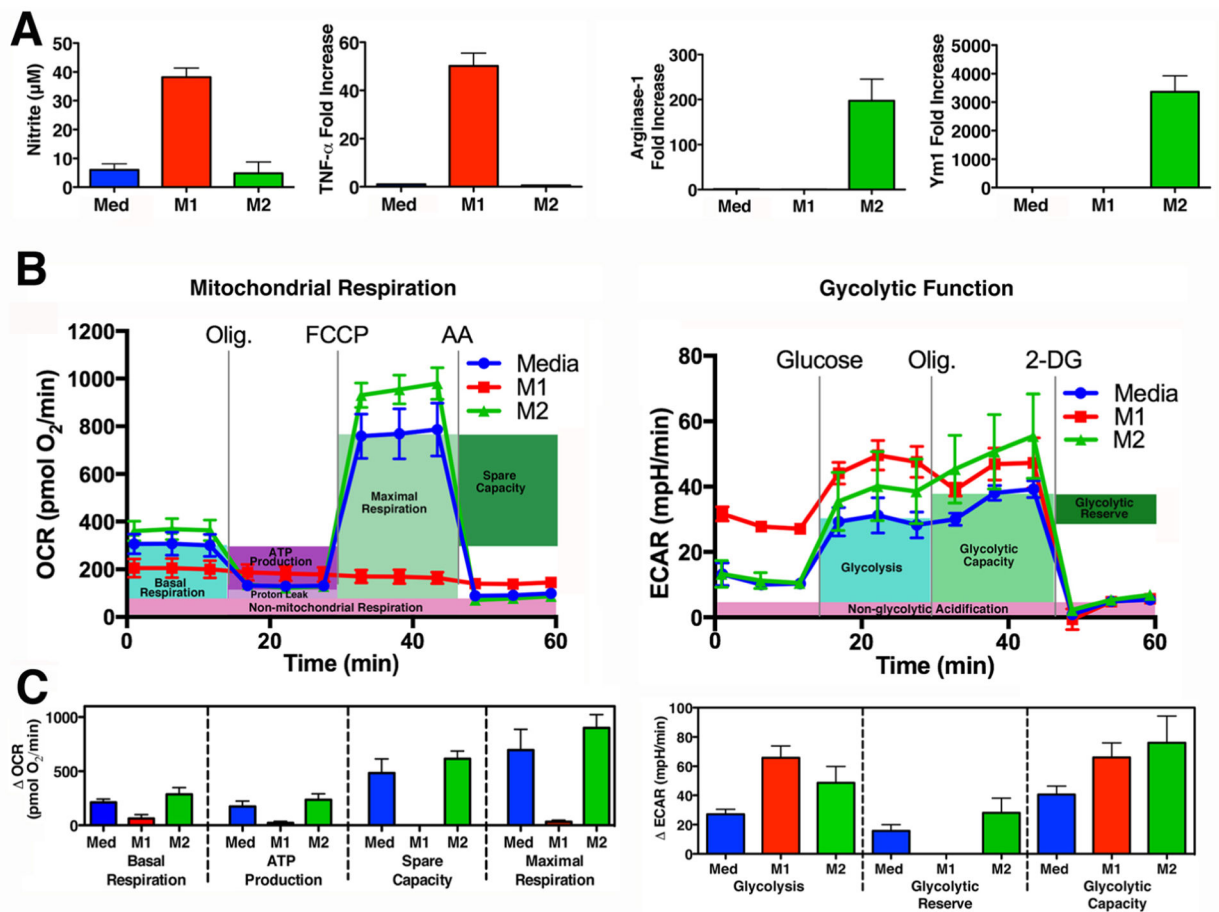 A
Nitrite (µM)
50
40
30
20
10
0
Med M1 M2
TNF-α Fold Increase
60
40
20
0
Med M1 M2
Arginase-1
Fold Increase
300
200
100
0
Med M1 M2
Ym1 Fold Increase
5000
4000
3000
2000
1000
0
Med M1 M2
B
Mitochondrial Respiration
OCR (pmol O2/min)
1200
1000
800
600
400
200
0
Olig. FCCP AA
Media
M1
M2
Spare
Capacity
Maximal
Respiration
ATP
Production
Basal
Respiration
Proton Leak
Non-mitochondrial Respiration
0 20 40 60
Time (min)
Gycolytic Function
ECAR (mpH/min)
80
60
40
20
0
Glucose Olig. 2-DG
Media
M1
M2
Glycolytic
Reserve
Glycolysis
Glycolytic
Capacity
Non-glycolytic Acidification
0 20 40 60
Time (min)
C
Δ OCR
(pmol O2/min)
1000
500
0
Med M1 M2 Med M1 M2 Med M1 M2 Med M1 M2
Basal
Respiration
ATP
Production
Spare
Capacity
Maximal
Respiration
Δ ECAR (mpH/min)
100
80
60
40
20
0
Med M1 M2 Med M1 M2 Med M1 M2
Glycolysis
Glycolytic
Reserve
Glycolytic
Capacity